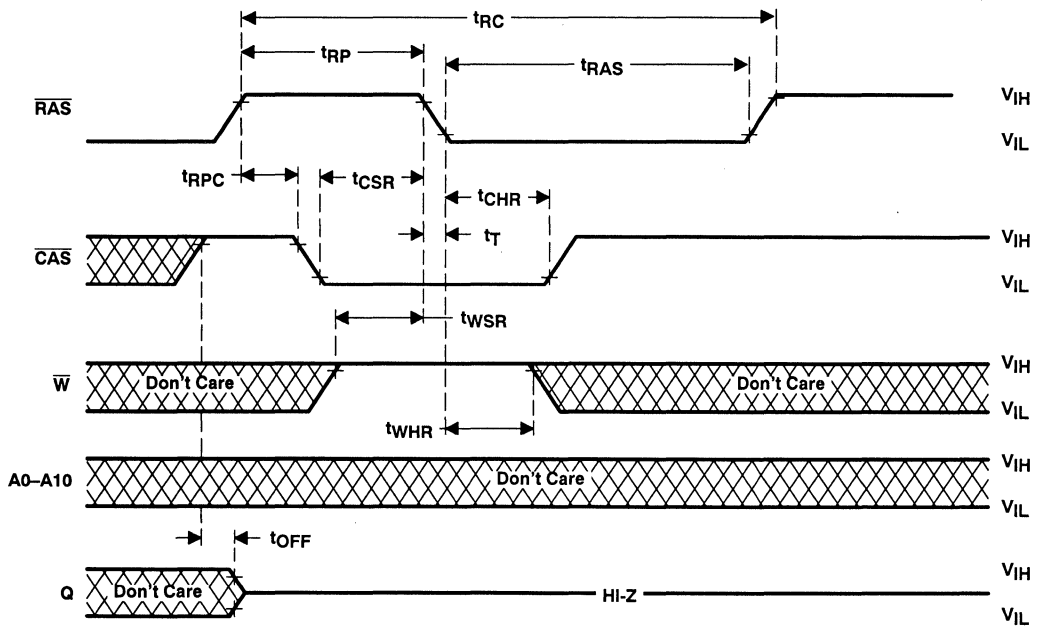 tRC
tRP
tRAS
RAS
VIH
VIL
tRPC
tCSR
tCHR
tT
CAS
VIH
VIL
tWSR
W
Don't Care
Don't Care
VIH
VIL
tWHR
A0–A10
Don't Care
VIH
VIL
tOFF
Q
Don't Care
HI-Z
VIH
VIL